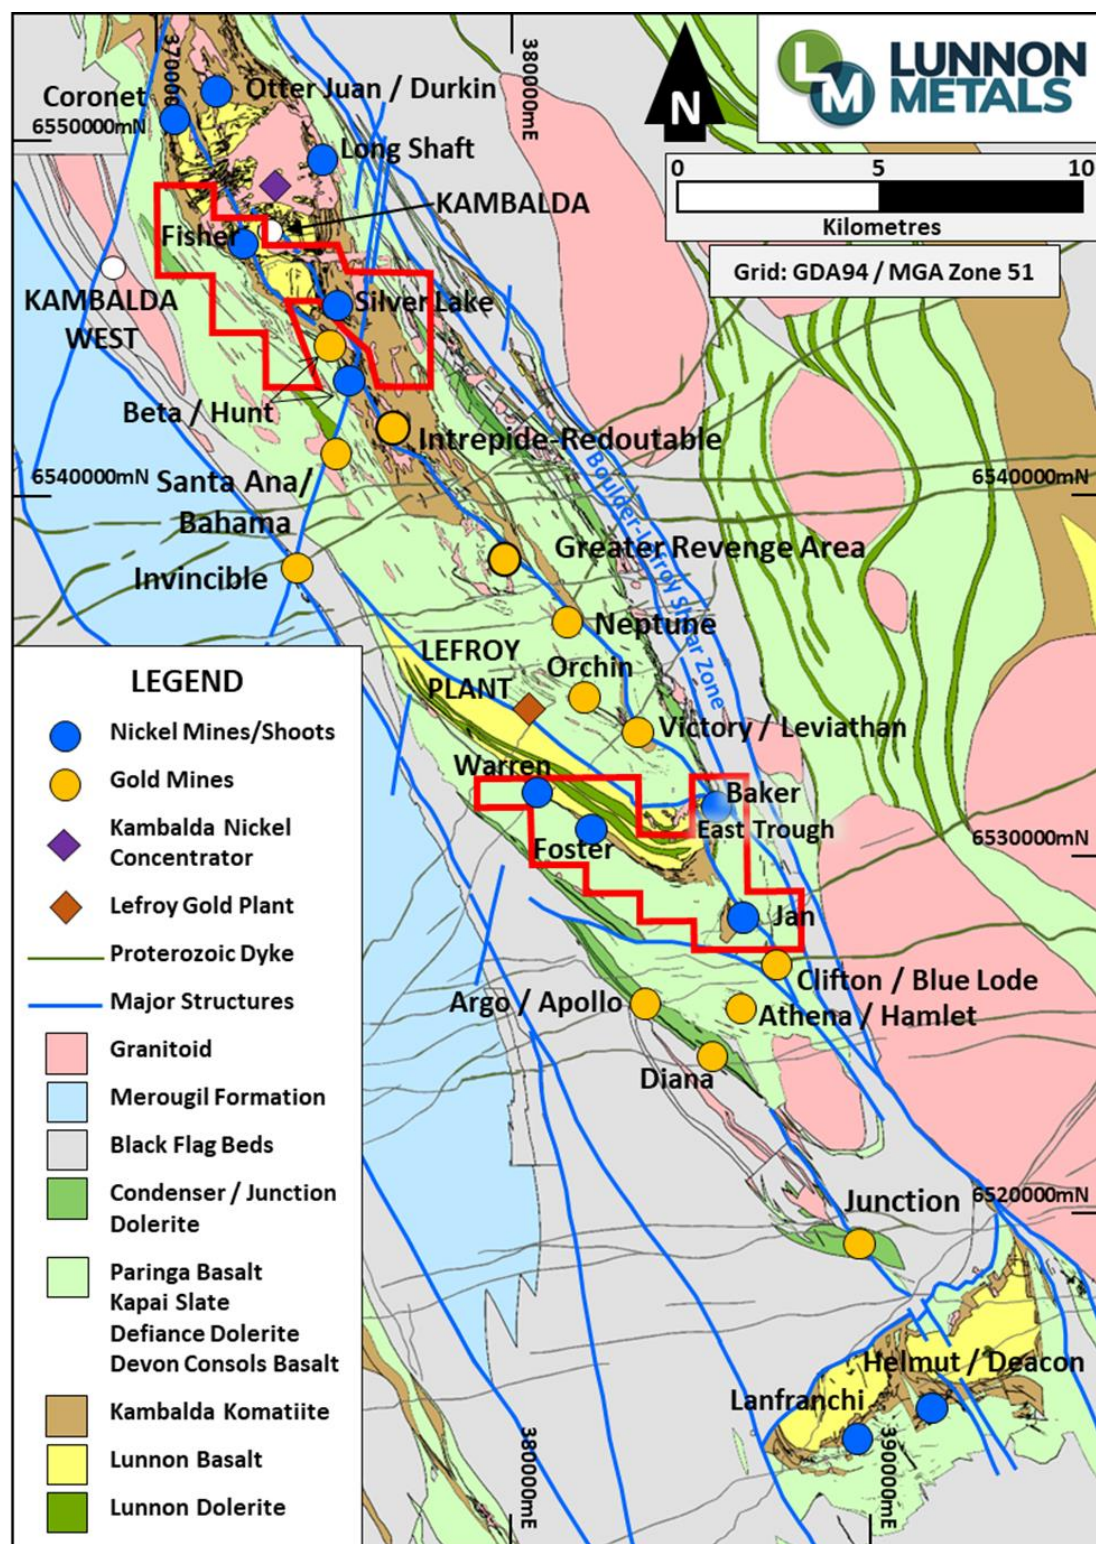 LM LUNNON
METALS
N
0 5 10
Kilometres
Grid: GDA94 / MGA Zone 51
370000
380000mE
Coronet
6550000mN
Otter Juan / Durkin
Long Shaft
KAMBALDA
Fisher
KAMBALDA
WEST
Silver Lake
Beta / Hunt
Intrepide-Redoutable
6540000mN
6540000mN
Santa Ana/
Bahama
Boulder-Lefroy Shear Zone
Greater Revenge Area
Invincible
Neptune
LEFROY
PLANT
Orchin
Victory / Leviathan
Warren
Baker
East Trough
Foster
6530000mN
Jan
Clifton / Blue Lode
Argo / Apollo
Athena / Hamlet
Diana
Junction
6520000mN
Helmut / Deacon
Lanfranchi
380000mE
390000mE
LEGEND
Nickel Mines/Shoots
Gold Mines
Kambalda Nickel
Concentrator
Lefroy Gold Plant
Proterozoic Dyke
Major Structures
Granitoid
Merougil Formation
Black Flag Beds
Condenser / Junction
Dolerite
Paringa Basalt
Kapai Slate
Defiance Dolerite
Devon Consols Basalt
Kambalda Komatiite
Lunnon Basalt
Lunnon Dolerite